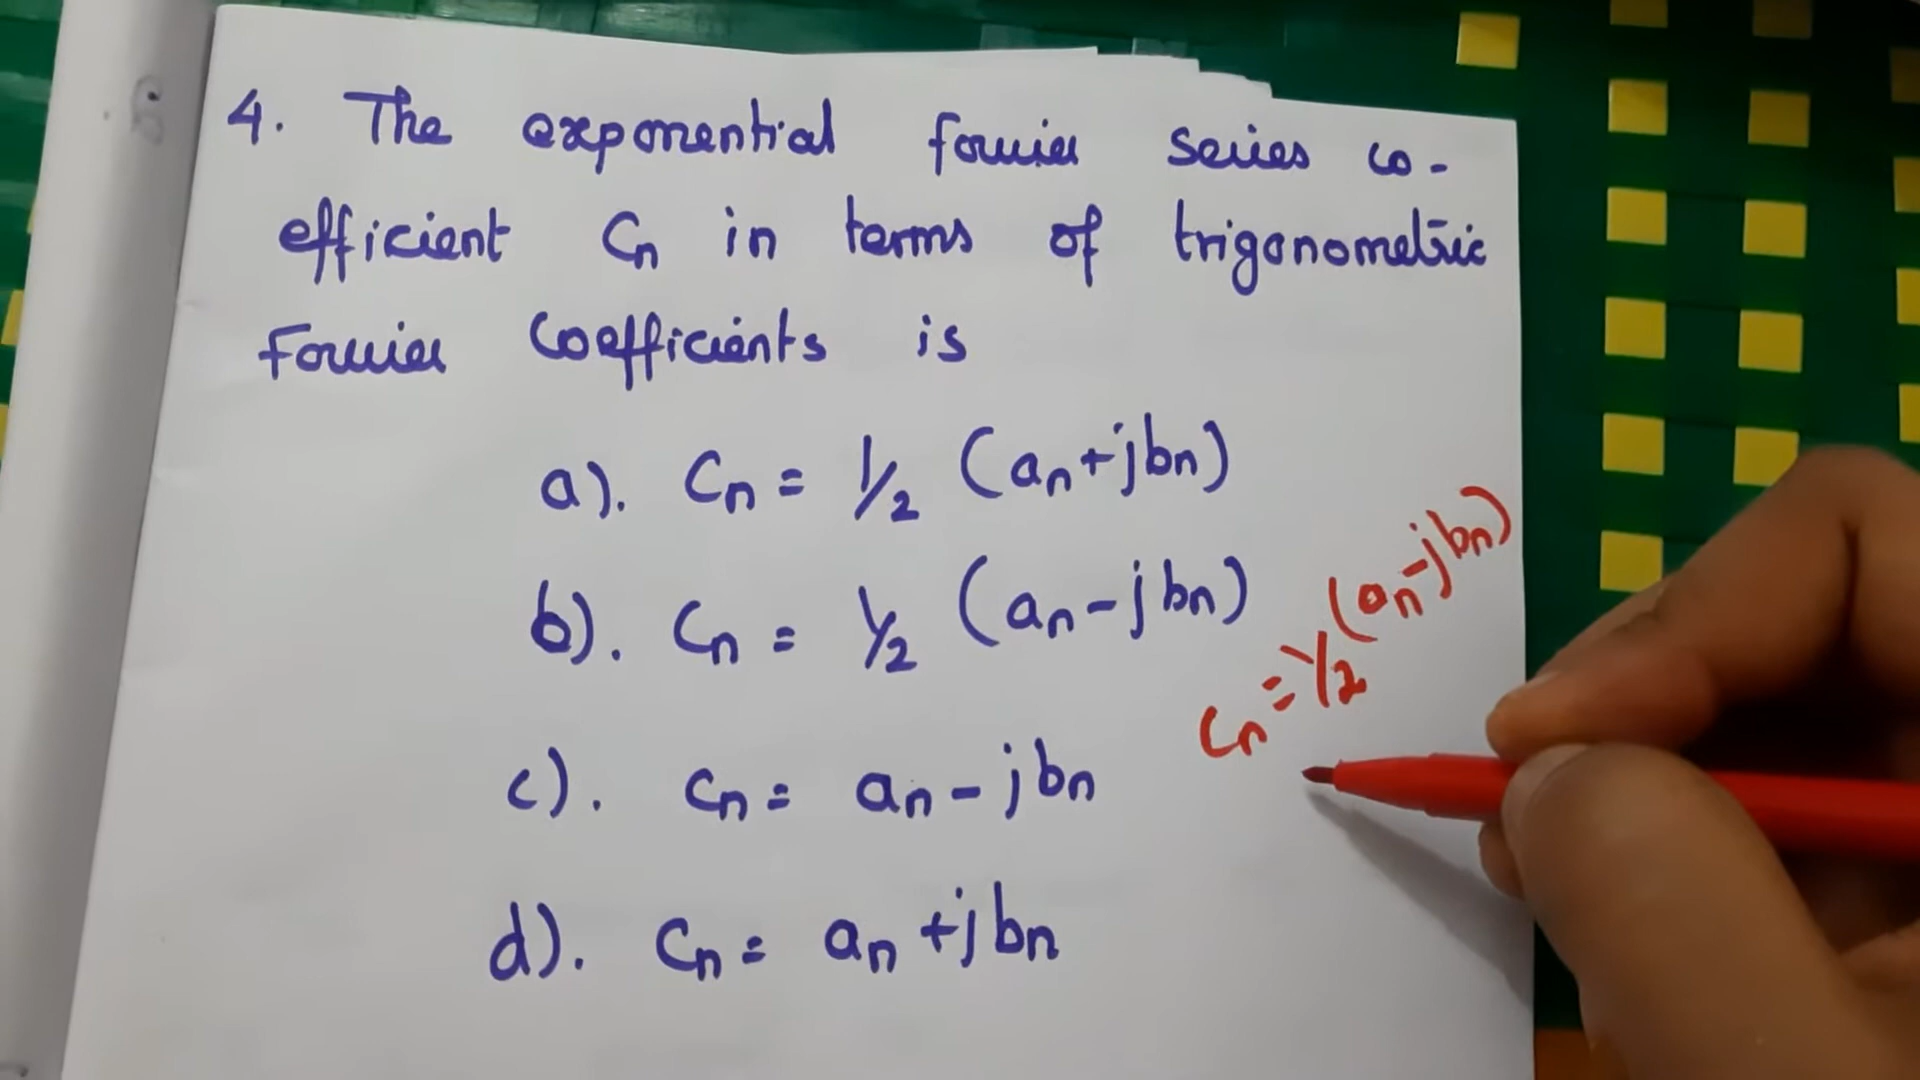 4. The exponential fourier series co-
efficient Cn in terms of trigonometric
Fourier Coefficients is
a). Cn = 1/2 (an+jbn)
b). Cn = 1/2 (an-jbn)
Cn = 1/2 (an-jbn)
c). Cn = an-jbn
d). Cn = an+jbn